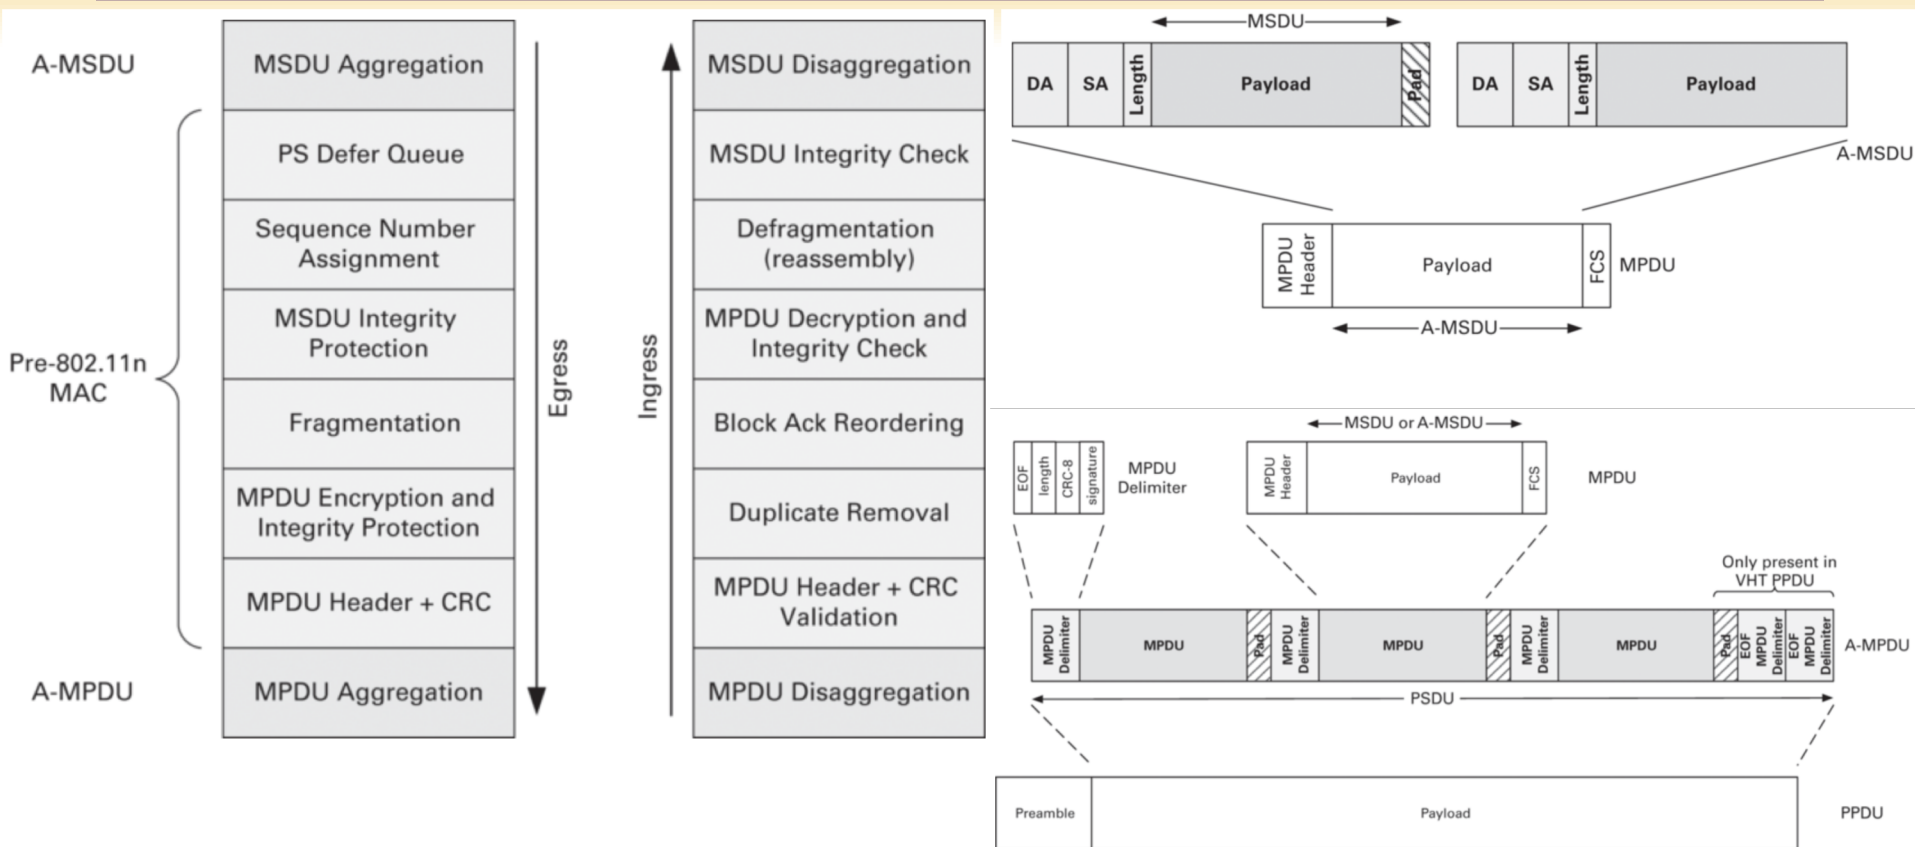 A-MSDU
Pre-802.11n
MAC
A-MPDU
MSDU Aggregation
PS Defer Queue
Sequence Number
Assignment
MSDU Integrity
Protection
Fragmentation
MPDU Encryption and
Integrity Protection
MPDU Header + CRC
MPDU Aggregation
Egress
Ingress
MSDU Disaggregation
MSDU Integrity Check
Defragmentation
(reassembly)
MPDU Decryption and
Integrity Check
Block Ack Reordering
Duplicate Removal
MPDU Header + CRC
Validation
MPDU Disaggregation
MSDU
DA
SA
Length
Payload
Pad
DA
SA
Length
Payload
A-MSDU
MPDU
Header
Payload
FCS
MPDU
A-MSDU
MSDU or A-MSDU
EOF
length
CRC-8
signature
MPDU
Delimiter
MPDU
Header
Payload
FCS
MPDU
Only present in
VHT PPDU
MPDU
Delimiter
MPDU
Pad
MPDU
Delimiter
MPDU
Pad
MPDU
Delimiter
MPDU
Pad
EOF
MPDU
Delimiter
EOF
MPDU
Delimiter
A-MPDU
PSDU
Preamble
Payload
PPDU